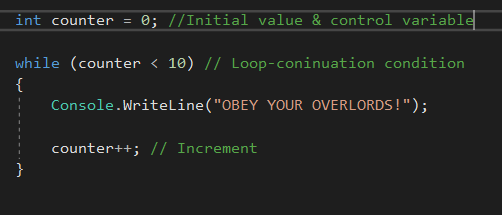 int counter = 0; //Initial value & control variable
while (counter < 10) // Loop-coninuation condition
{
Console.WriteLine("OBEY YOUR OVERLORDS!");
counter++; // Increment
}